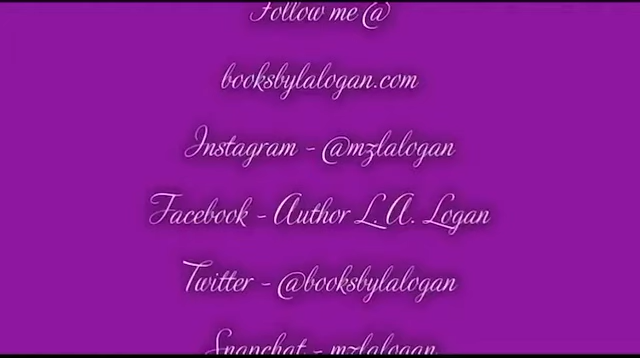 Follow me @
booksbylalogan.com
Instagram - @mzlalogan
Facebook - Author L.A. Logan
Twitter - @booksbylalogan
Snapchat - mzlalogan